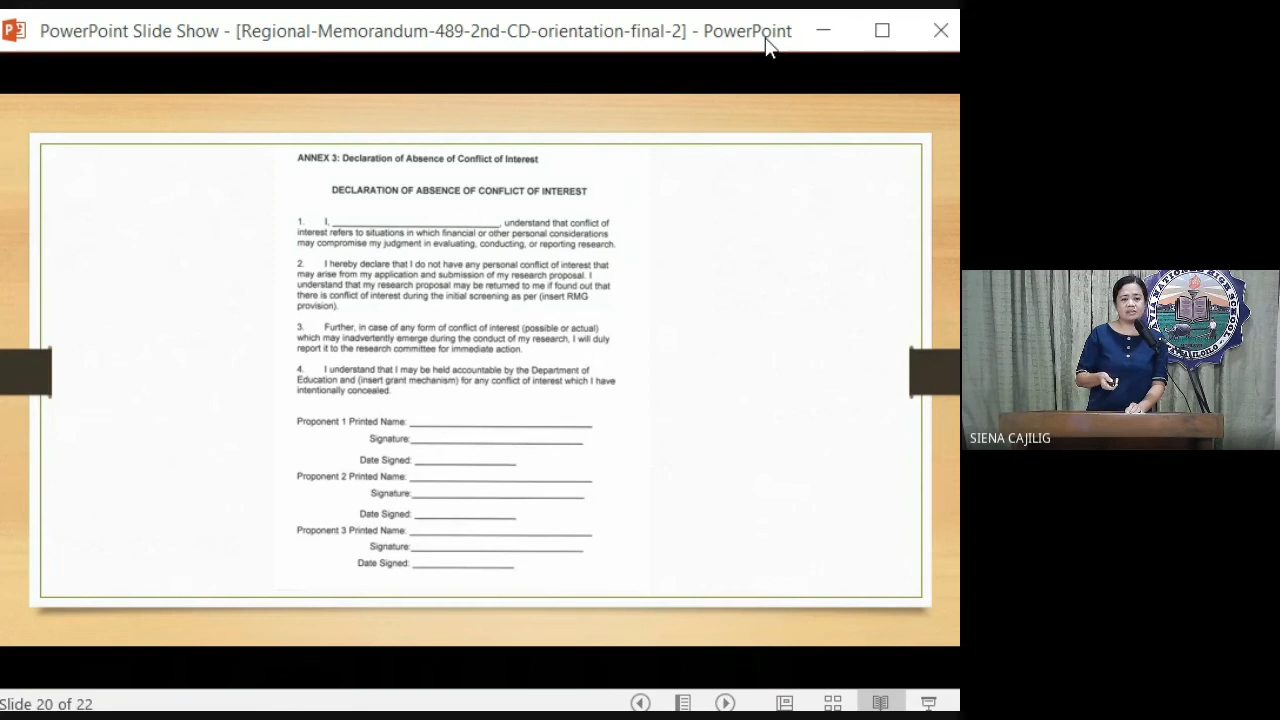 PowerPoint Slide Show - [Regional-Memorandum-489-2nd-CD-orientation-final-2] - PowerPoint
ANNEX 3: Declaration of Absence of Conflict of Interest
DECLARATION OF ABSENCE OF CONFLICT OF INTEREST
1. I, ______________________________, understand that conflict of
interest refers to situations in which financial or other personal considerations
may compromise my judgment in evaluating, conducting, or reporting research.
2. I hereby declare that I do not have any personal conflict of interest that
may arise from my application and submission of my research proposal. I
understand that my research proposal may be returned to me if found out that
there is conflict of interest during the initial screening as per (insert RMG
provision).
3. Further, in case of any form of conflict of interest (possible or actual)
which may inadvertently emerge during the conduct of my research, I will duly
report it to the research committee for immediate action.
4. I understand that I may be held accountable by the Department of
Education and (insert grant mechanism) for any conflict of interest which I have
intentionally concealed.
Proponent 1 Printed Name: ______________________________
Signature:______________________________
Date Signed: __________________
Proponent 2 Printed Name: ______________________________
Signature:______________________________
Date Signed: __________________
Proponent 3 Printed Name: ______________________________
Signature:______________________________
Date Signed: __________________
SIENA CAJILIG
Slide 20 of 22